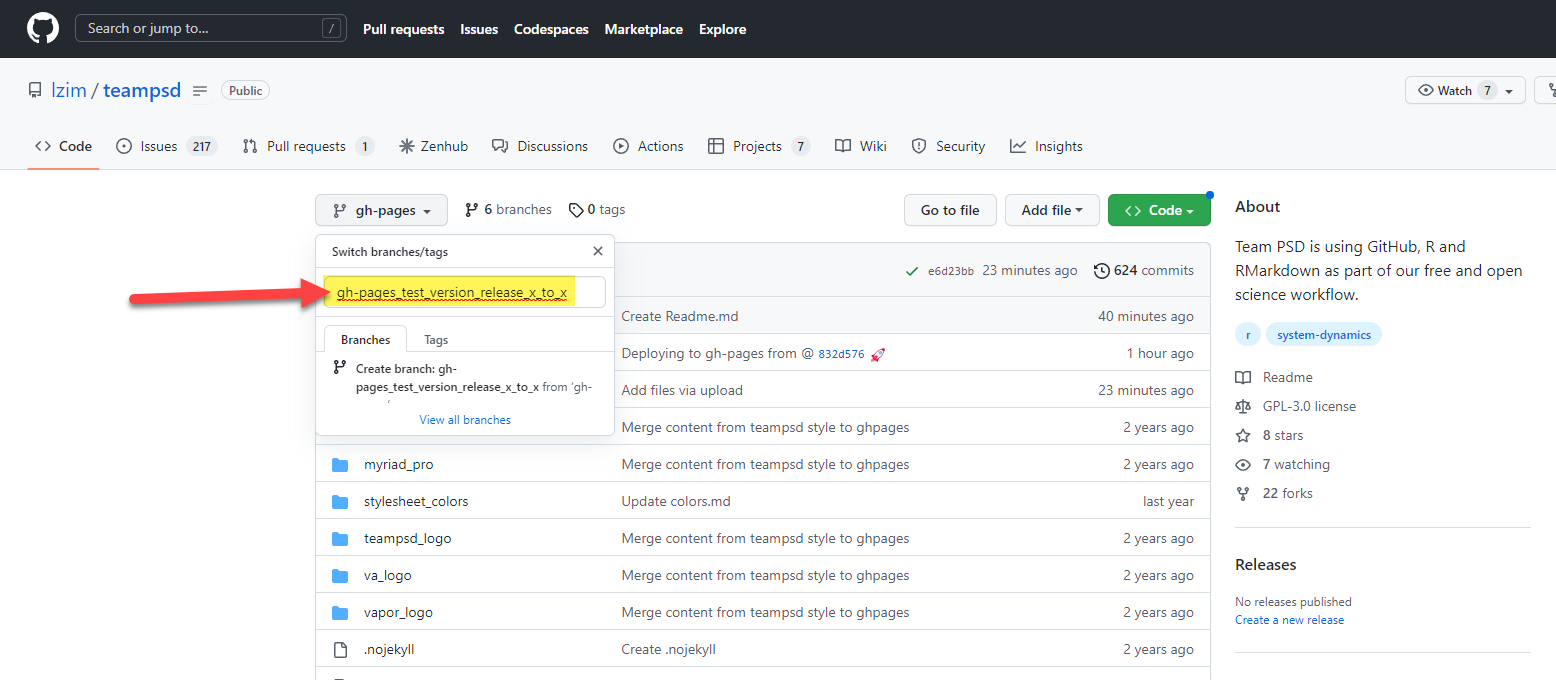 Search or jump to... / Pull requests Issues Codespaces Marketplace Explore
lzim / teampsd Public Watch 7
Code Issues 217 Pull requests 1 Zenhub Discussions Actions Projects 7 Wiki Security Insights
gh-pages 6 branches 0 tags Go to file Add file Code
Switch branches/tags
gh-pages_test_version_release_x_to_x
Branches Tags
Create branch: gh-
pages_test_version_release_x_to_x from 'gh-
View all branches
e6d23bb 23 minutes ago 624 commits
Create Readme.md 40 minutes ago
Deploying to gh-pages from @ 832d576 🚀 1 hour ago
Add files via upload 23 minutes ago
Merge content from teampsd style to ghpages 2 years ago
myriad_pro Merge content from teampsd style to ghpages 2 years ago
stylesheet_colors Update colors.md last year
teampsd_logo Merge content from teampsd style to ghpages 2 years ago
va_logo Merge content from teampsd style to ghpages 2 years ago
vapor_logo Merge content from teampsd style to ghpages 2 years ago
.nojekyll Create .nojekyll 2 years ago
About
Team PSD is using GitHub, R and
RMarkdown as part of our free and open
science workflow.
r system-dynamics
Readme
GPL-3.0 license
8 stars
7 watching
22 forks
Releases
No releases published
Create a new release